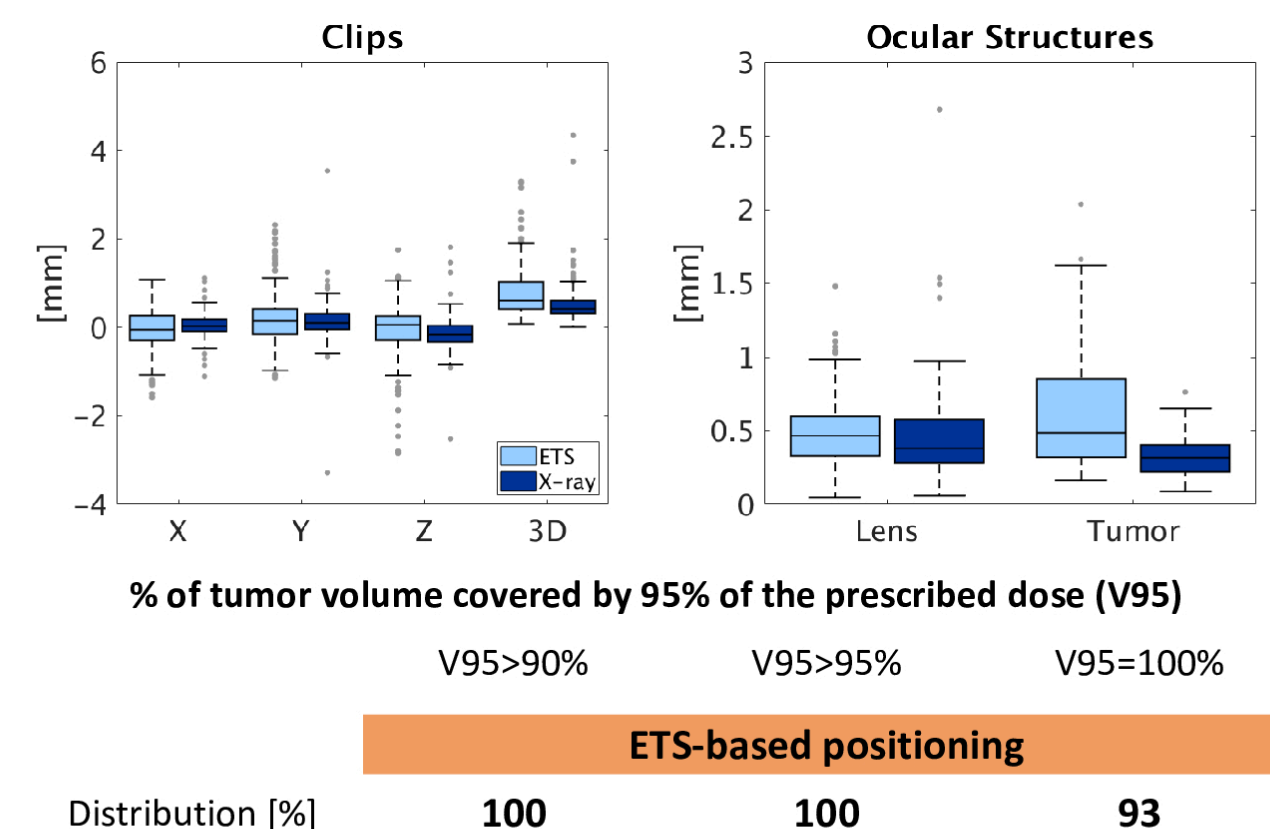 Clips
Ocular Structures
6
4
2
0
−2
−4
[mm]
X
Y
Z
3D
ETS
X-ray
3
2.5
2
1.5
1
0.5
0
[mm]
Lens
Tumor
% of tumor volume covered by 95% of the prescribed dose (V95)
V95>90% V95>95% V95=100%
ETS-based positioning
Distribution [%] 100 100 93